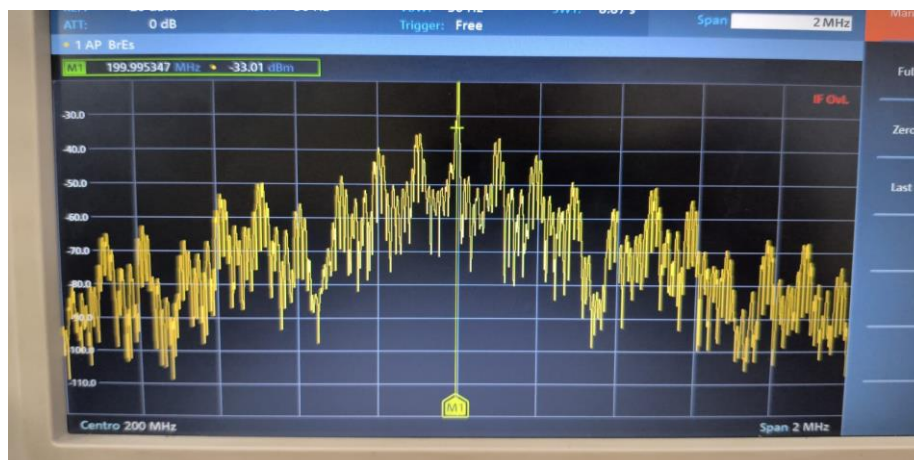 ATT: 0 dB Trigger: Free Span 2 MHz
1 AP BrEs
M1 199.995347 MHz -33.01 dBm
IF OvL
-30.0
-40.0
-50.0
-60.0
-70.0
-80.0
-90.0
-100.0
-110.0
M1
Centro 200 MHz Span 2 MHz
Last